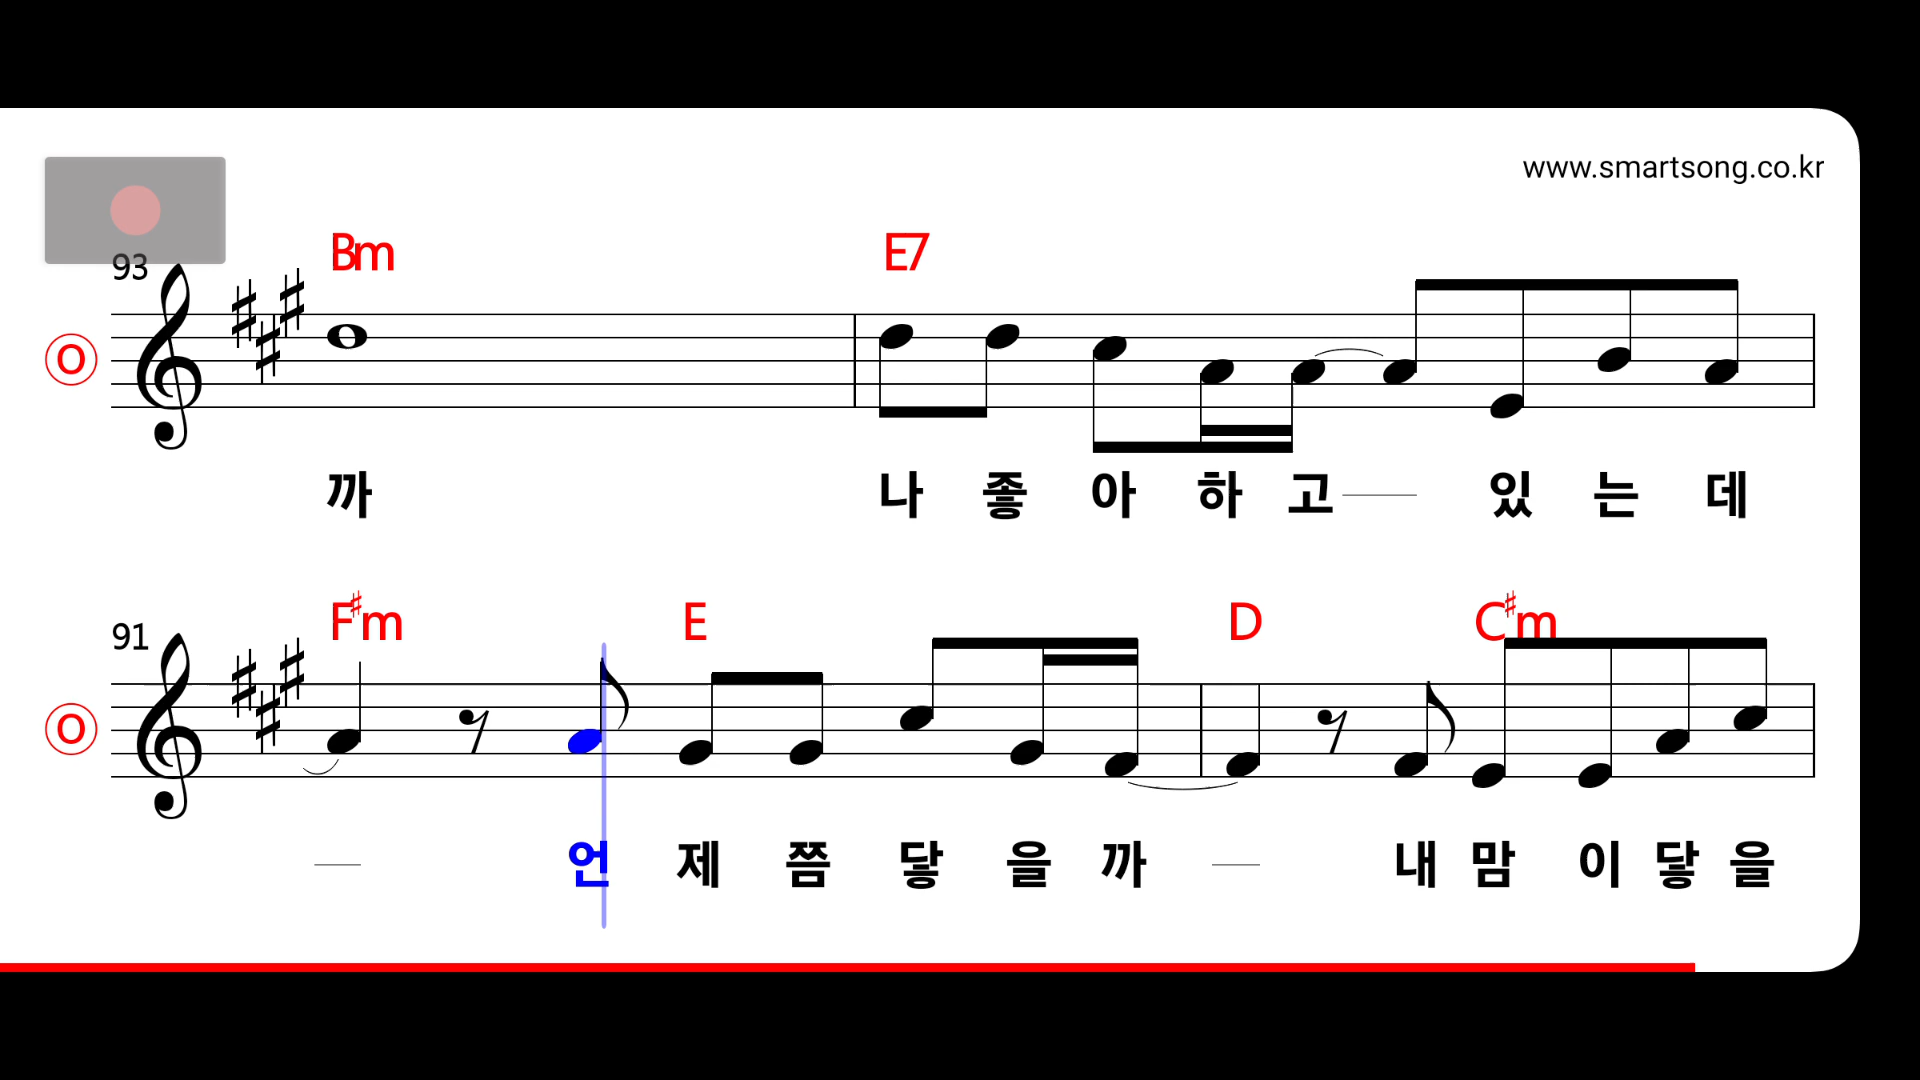 www.smartsong.co.kr
93 Bm E7
O
까 나 좋 아 하 고 있 는 데
91 F♯m E D C♯m
O
언 제 쯤 닿 을 까 내 맘 이 닿 을